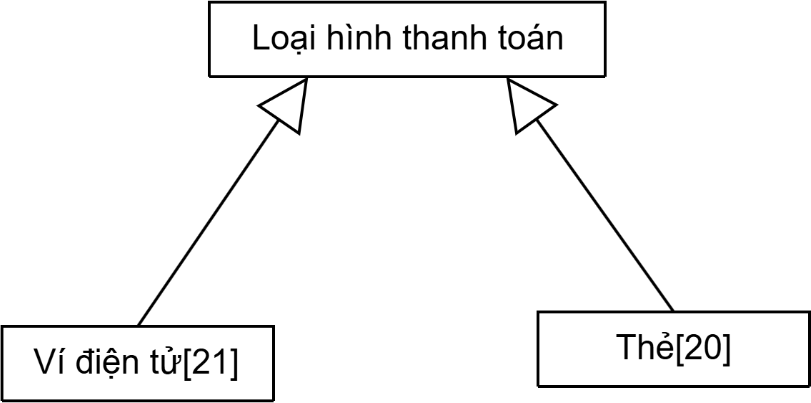 Loại hình thanh toán
Ví điện tử[21]
Thẻ[20]